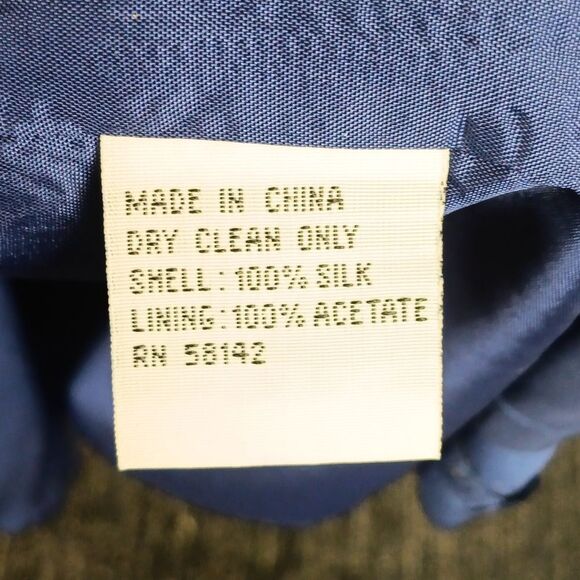 MADE IN CHINA
DRY CLEAN ONLY
SHELL: 100% SILK
LINING: 100% ACETATE
RN 58142